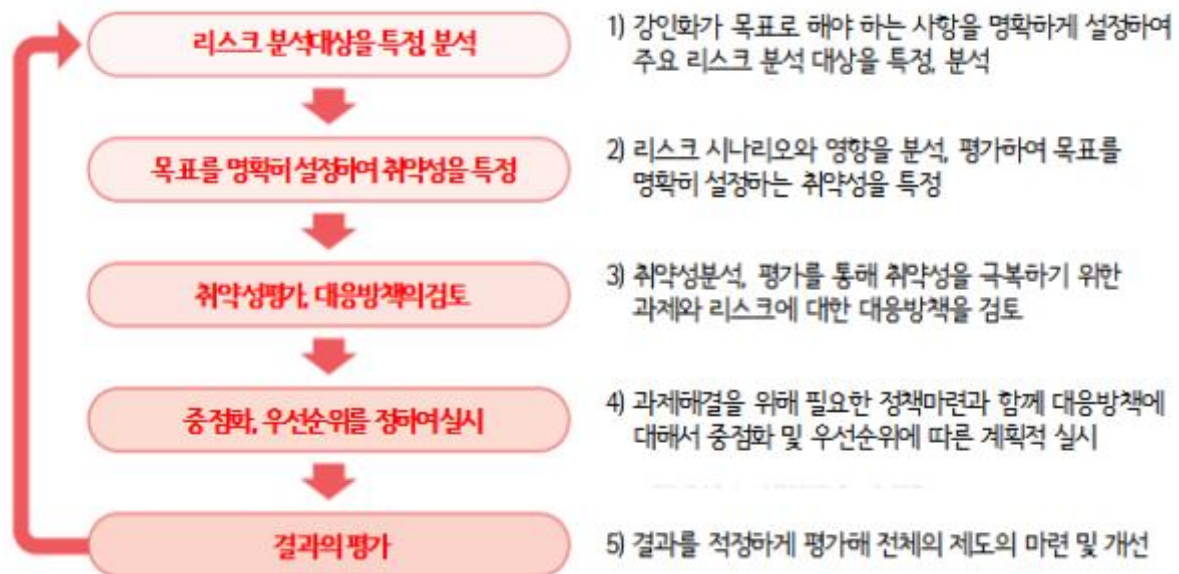 리스크 분석대상을 특정, 분석
1) 강인화가 목표로 해야 하는 사항을 명확하게 설정하여
주요 리스크 분석 대상을 특정, 분석
목표를 명확히 설정하여 취약성을 특정
2) 리스크 시나리오와 영향을 분석, 평가하여 목표를
명확히 설정하는 취약성을 특정
취약성평가, 대응방책의 검토
3) 취약성분석, 평가를 통해 취약성을 극복하기 위한
과제와 리스크에 대한 대응방책을 검토
중점화, 우선순위를 정하여 실시
4) 과제해결을 위해 필요한 정책마련과 함께 대응방책에
대해서 중점화 및 우선순위에 따른 계획적 실시
결과의 평가
5) 결과를 적정하게 평가해 전체의 제도의 마련 및 개선